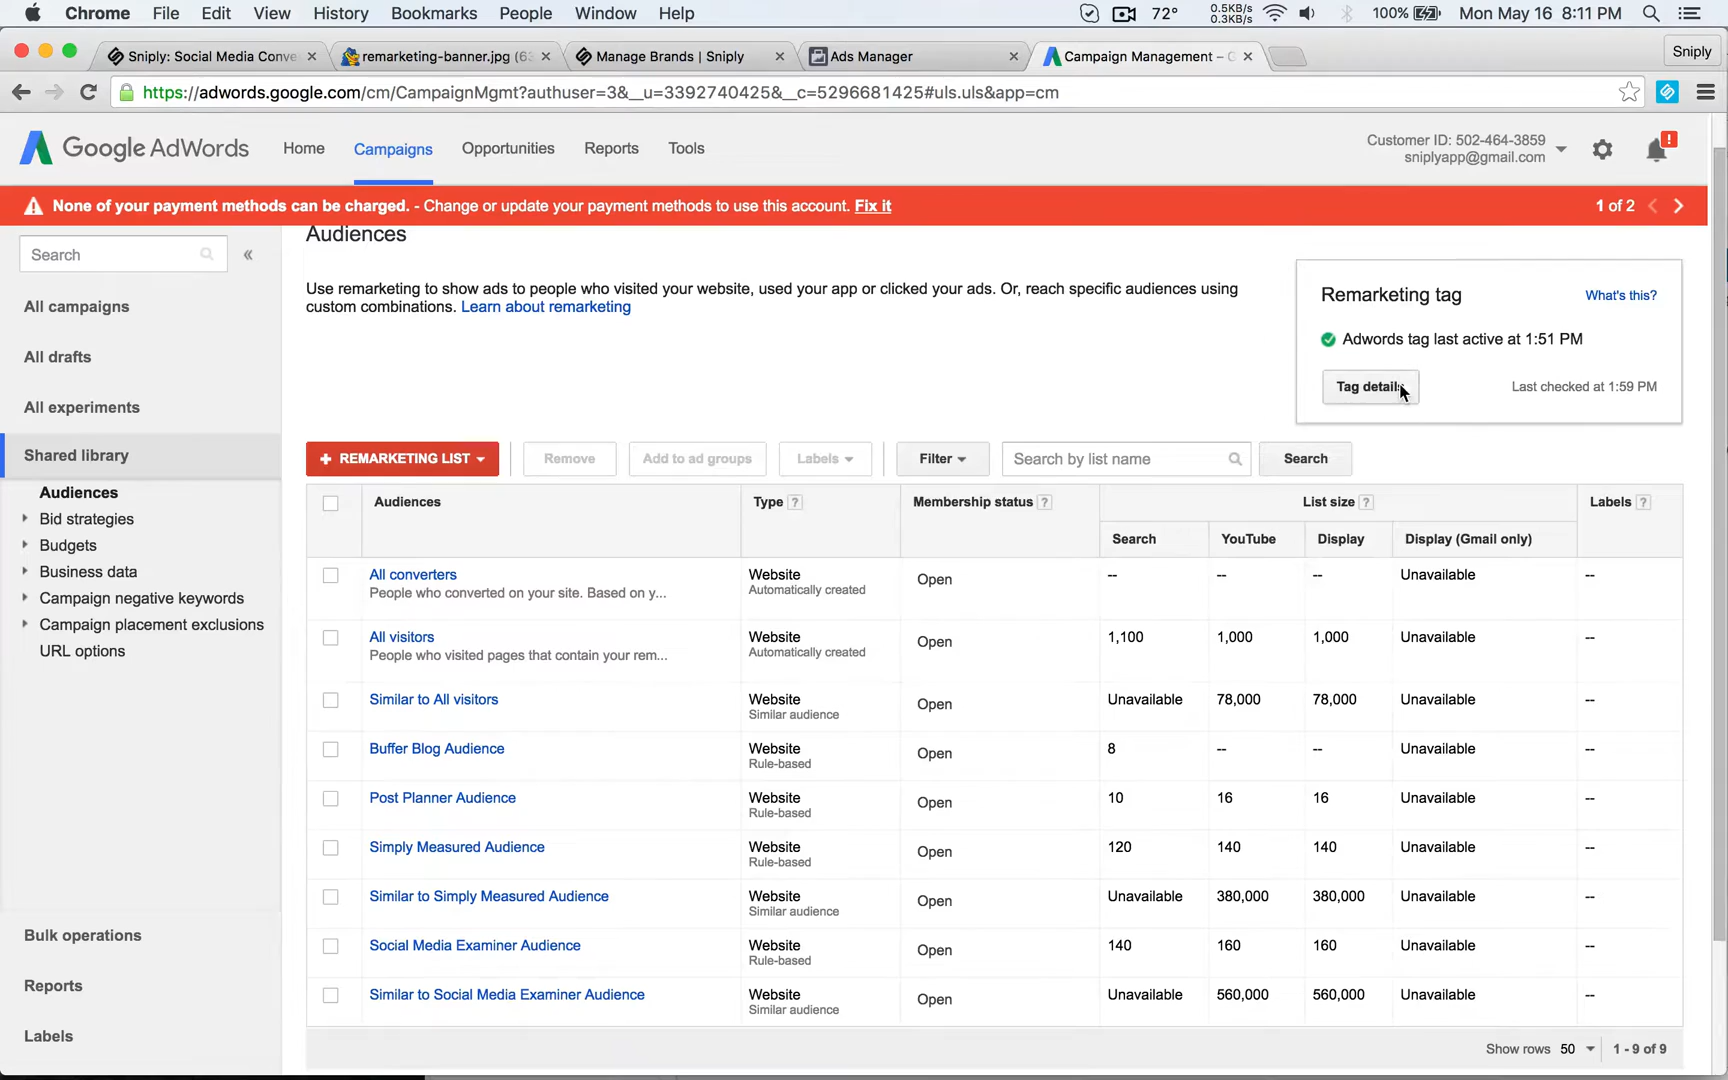 Chrome File Edit View History Bookmarks People Window Help 72° 0.5KB/s 0.3KB/s 100% Mon May 16 8:11 PM
Sniply: Social Media Conve
remarketing-banner.jpg (63
Manage Brands | Sniply
Ads Manager
Campaign Management – G
Sniply
https://adwords.google.com/cm/CampaignMgmt?authuser=3&__u=3392740425&__c=5296681425#uls.uls&app=cm
Google AdWords Home Campaigns Opportunities Reports Tools
Customer ID: 502-464-3859
sniplyapp@gmail.com
None of your payment methods can be charged. - Change or update your payment methods to use this account. Fix it 1 of 2
Search «
All campaigns
All drafts
All experiments
Shared library
Audiences
Bid strategies
Budgets
Business data
Campaign negative keywords
Campaign placement exclusions
URL options
Bulk operations
Reports
Labels
Audiences
Use remarketing to show ads to people who visited your website, used your app or clicked your ads. Or, reach specific audiences using
custom combinations. Learn about remarketing
Remarketing tag What's this?
Adwords tag last active at 1:51 PM
Tag details Last checked at 1:59 PM
+ REMARKETING LIST Remove Add to ad groups Labels Filter Search by list name Search
Audiences Type ? Membership status ? List size ? Labels ?
Search YouTube Display Display (Gmail only)
All converters Website Open -- -- -- Unavailable --
People who converted on your site. Based on y... Automatically created
All visitors Website Open 1,100 1,000 1,000 Unavailable --
People who visited pages that contain your rem... Automatically created
Similar to All visitors Website Open Unavailable 78,000 78,000 Unavailable --
Similar audience
Buffer Blog Audience Website Open 8 -- -- Unavailable --
Rule-based
Post Planner Audience Website Open 10 16 16 Unavailable --
Rule-based
Simply Measured Audience Website Open 120 140 140 Unavailable --
Rule-based
Similar to Simply Measured Audience Website Open Unavailable 380,000 380,000 Unavailable --
Similar audience
Social Media Examiner Audience Website Open 140 160 160 Unavailable --
Rule-based
Similar to Social Media Examiner Audience Website Open Unavailable 560,000 560,000 Unavailable --
Similar audience
Show rows 50 1 - 9 of 9